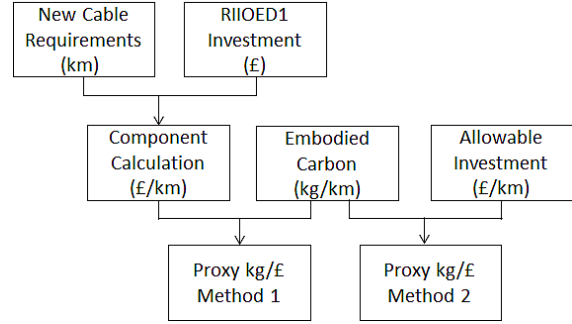 New Cable
Requirements
(km)
RIIOED1
Investment
(£)
Component
Calculation
(£/km)
Embodied
Carbon
(kg/km)
Allowable
Investment
(£/km)
Proxy kg/£
Method 1
Proxy kg/£
Method 2